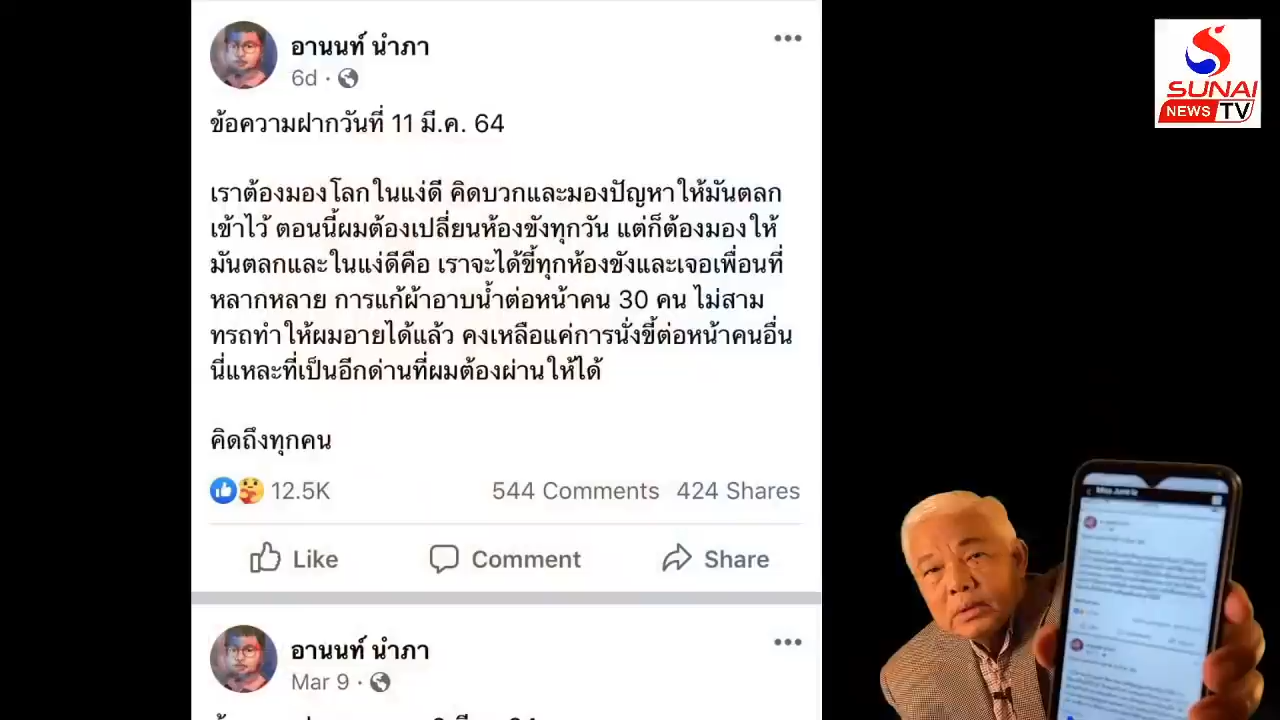 SUNAI
NEWS TV
อานนท์ นำภา
6d
ข้อความฝากวันที่ 11 มี.ค. 64
เราต้องมองโลกในแง่ดี คิดบวกและมองปัญหาให้มันตลก
เข้าไว้ ตอนนี้ผมต้องเปลี่ยนห้องขังทุกวัน แต่ก็ต้องมองให้
มันตลกและในแง่ดีคือ เราจะได้ขี้ทุกห้องขังและเจอเพื่อนที่
หลากหลาย การแก้ผ้าอาบน้ำต่อหน้าคน 30 คน ไม่สาม
ทรถทำให้ผมอายได้แล้ว คงเหลือแค่การนั่งขี้ต่อหน้าคนอื่น
นี่แหละที่เป็นอีกด่านที่ผมต้องผ่านให้ได้
คิดถึงทุกคน
12.5K 544 Comments 424 Shares
Like Comment Share
อานนท์ นำภา
Mar 9